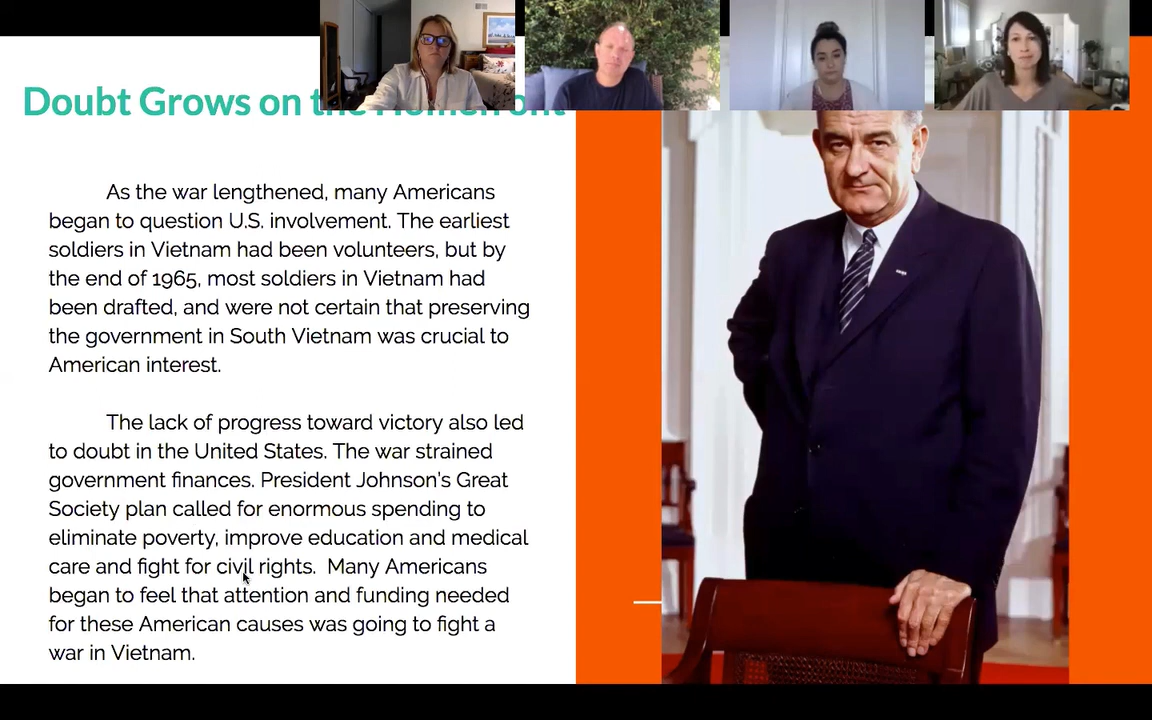 Doubt Grows on the Homefront
As the war lengthened, many Americans
began to question U.S. involvement. The earliest
soldiers in Vietnam had been volunteers, but by
the end of 1965, most soldiers in Vietnam had
been drafted, and were not certain that preserving
the government in South Vietnam was crucial to
American interest.
The lack of progress toward victory also led
to doubt in the United States. The war strained
government finances. President Johnson's Great
Society plan called for enormous spending to
eliminate poverty, improve education and medical
care and fight for civil rights.  Many Americans
began to feel that attention and funding needed
for these American causes was going to fight a
war in Vietnam.